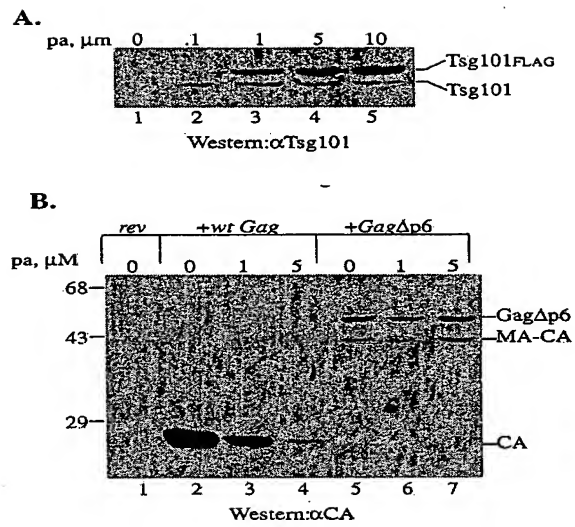 A.
pa, μm 0 .1 1 5 10
Tsg101FLAG
Tsg101
1 2 3 4 5
Western:αTsg101
B.
rev +wt Gag +GagΔp6
pa, μM 0 0 1 5 0 1 5
68
GagΔp6
43 MA-CA
29
CA
1 2 3 4 5 6 7
Western:αCA